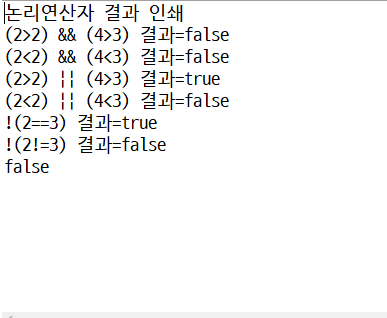 논리연산자 결과 인쇄
(2>2) && (4>3) 결과=false
(2<2) && (4<3) 결과=false
(2>2) || (4>3) 결과=true
(2<2) || (4<3) 결과=false
!(2==3) 결과=true
!(2!=3) 결과=false
false